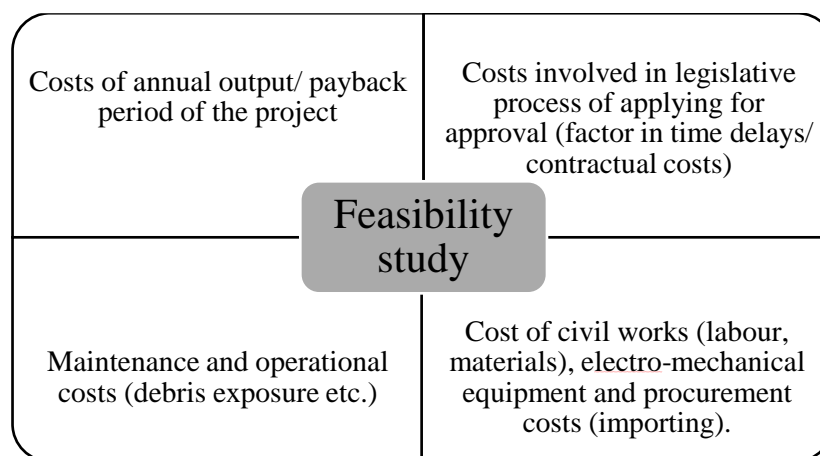 Costs of annual output/ payback
period of the project
Costs involved in legislative
process of applying for
approval (factor in time delays/
contractual costs)
Feasibility
study
Maintenance and operational
costs (debris exposure etc.)
Cost of civil works (labour,
materials), electro-mechanical
equipment and procurement
costs (importing).